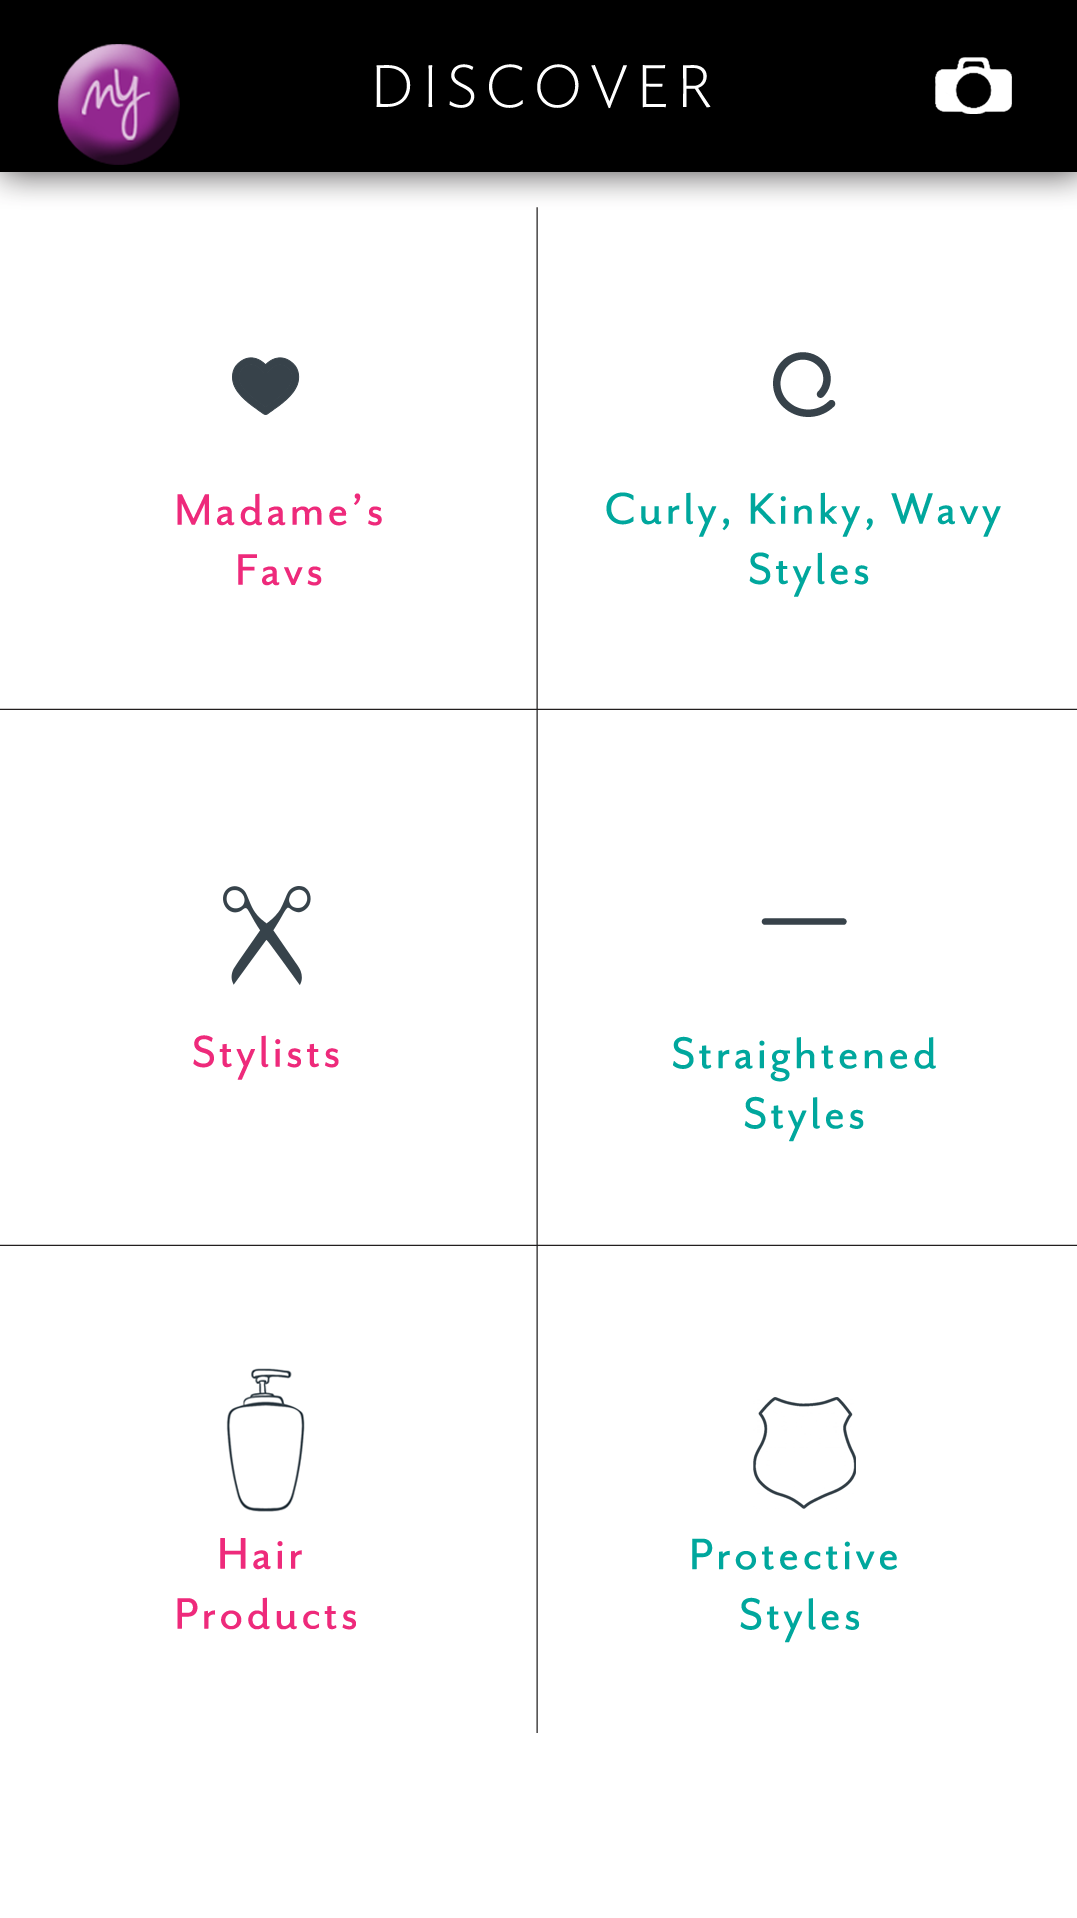 my
DISCOVER
Madame’s
Favs
Curly, Kinky, Wavy
Styles
Stylists
Straightened
Styles
Hair
Products
Protective
Styles